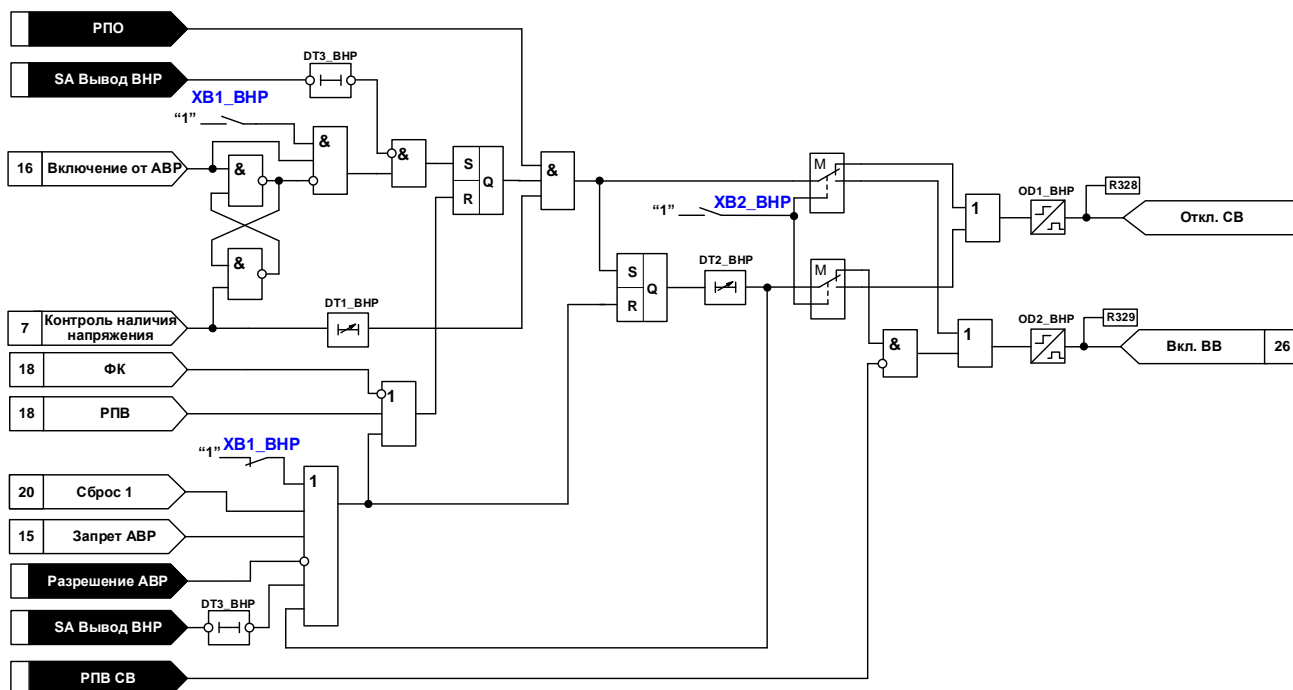 РПО
SA Вывод ВНР
DT3_ВНР
XB1_ВНР
“1”
&
16 Включение от АВР
&
&
&
S
R
Q
&
7 Контроль наличия
напряжения
DT1_ВНР
18 ФК
18 РПВ
1
“1” XB1_ВНР
1
20 Сброс 1
15 Запрет АВР
Разрешение АВР
DT3_ВНР
SA Вывод ВНР
РПВ СВ
“1” XB2_ВНР
S
R
Q
DT2_ВНР
M
M
&
1
1
OD1_ВНР
R328
Откл. СВ
OD2_ВНР
R329
Вкл. ВВ 26